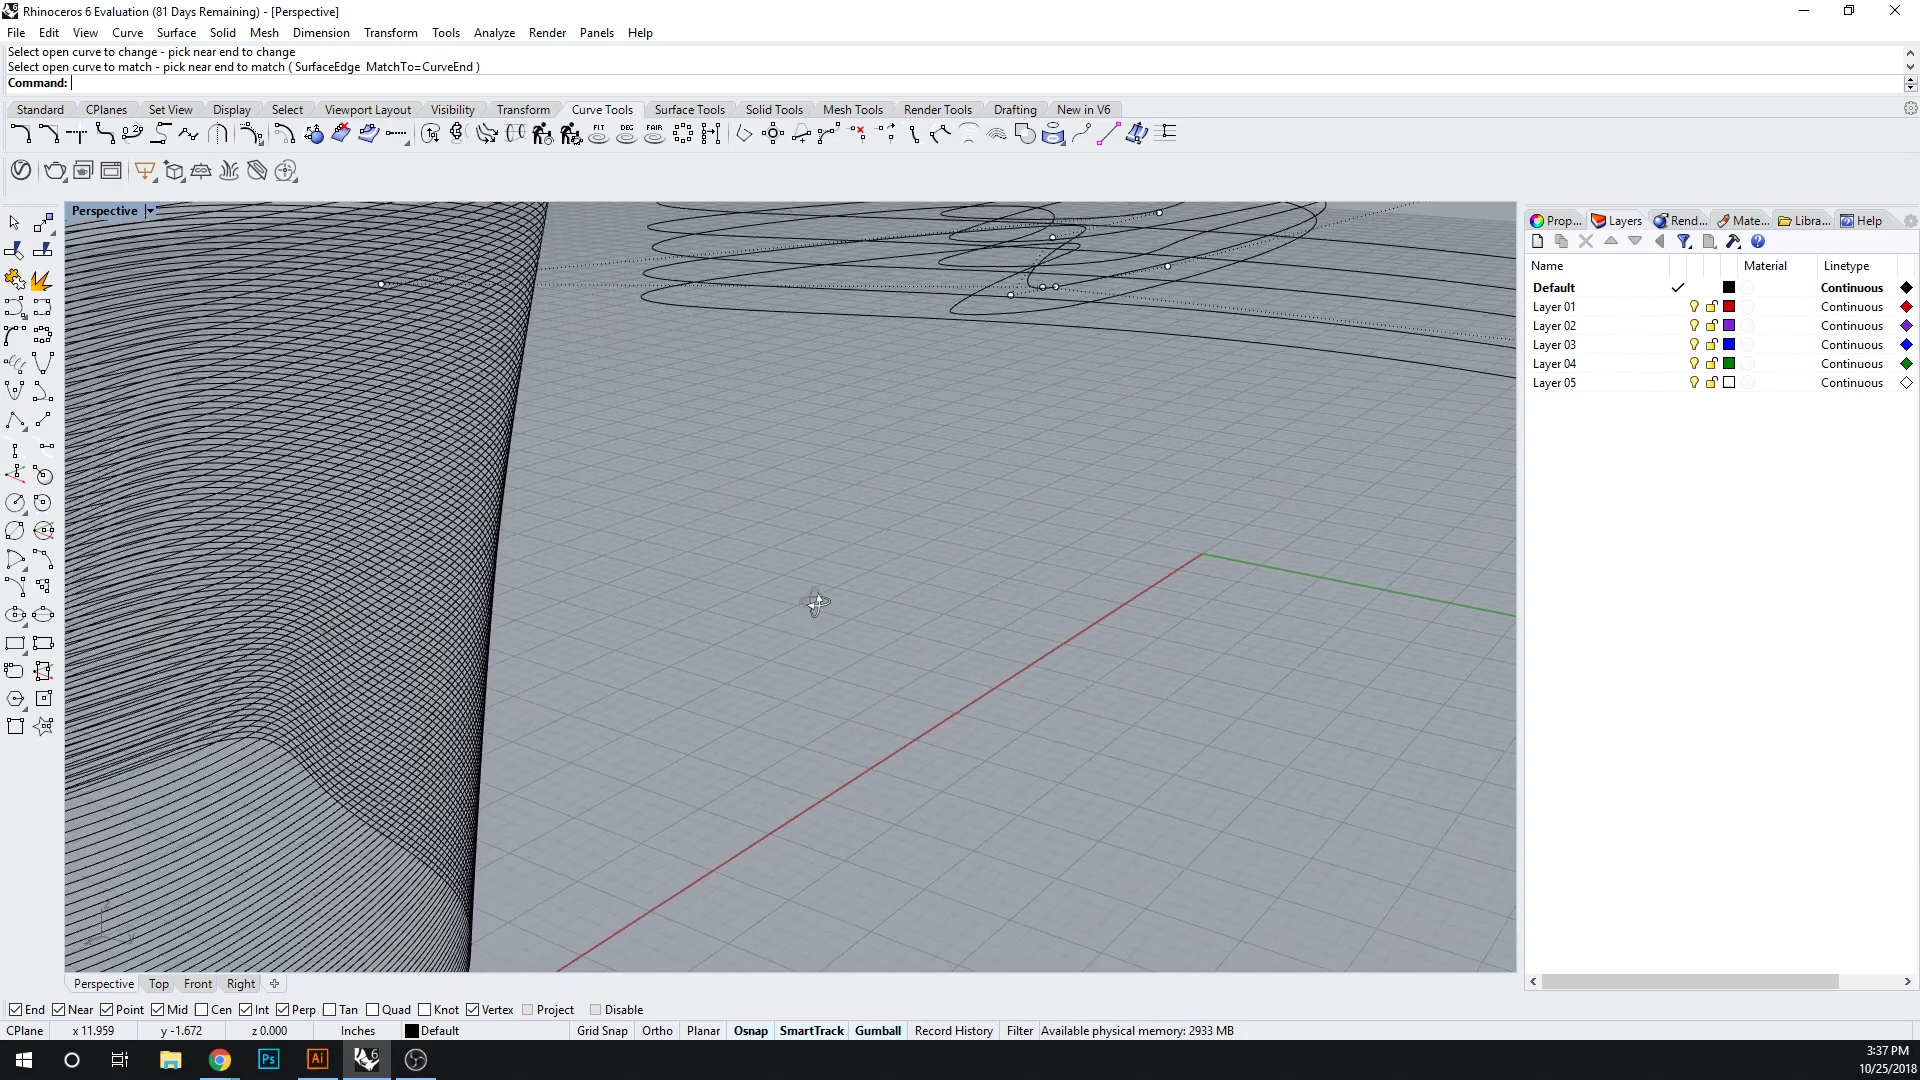 Rhinoceros 6 Evaluation (81 Days Remaining) - [Perspective]
File Edit View Curve Surface Solid Mesh Dimension Transform Tools Analyze Render Panels Help
Select open curve to change - pick near end to change
Select open curve to match - pick near end to match ( SurfaceEdge MatchTo=CurveEnd )
Command:
Standard CPlanes Set View Display Select Viewport Layout Visibility Transform Curve Tools Surface Tools Solid Tools Mesh Tools Render Tools Drafting New in V6
FIT DEG FAIR
Perspective
Prop... Layers Rend... Mate... Libra... Help
Name Material Linetype
Default Continuous
Layer 01 Continuous
Layer 02 Continuous
Layer 03 Continuous
Layer 04 Continuous
Layer 05 Continuous
Perspective Top Front Right
End Near Point Mid Cen Int Perp Tan Quad Knot Vertex Project Disable
CPlane x 11.959 y -1.672 z 0.000 Inches Default Grid Snap Ortho Planar Osnap SmartTrack Gumball Record History Filter Available physical memory: 2933 MB
Ps Ai 6
3:37 PM
10/25/2018